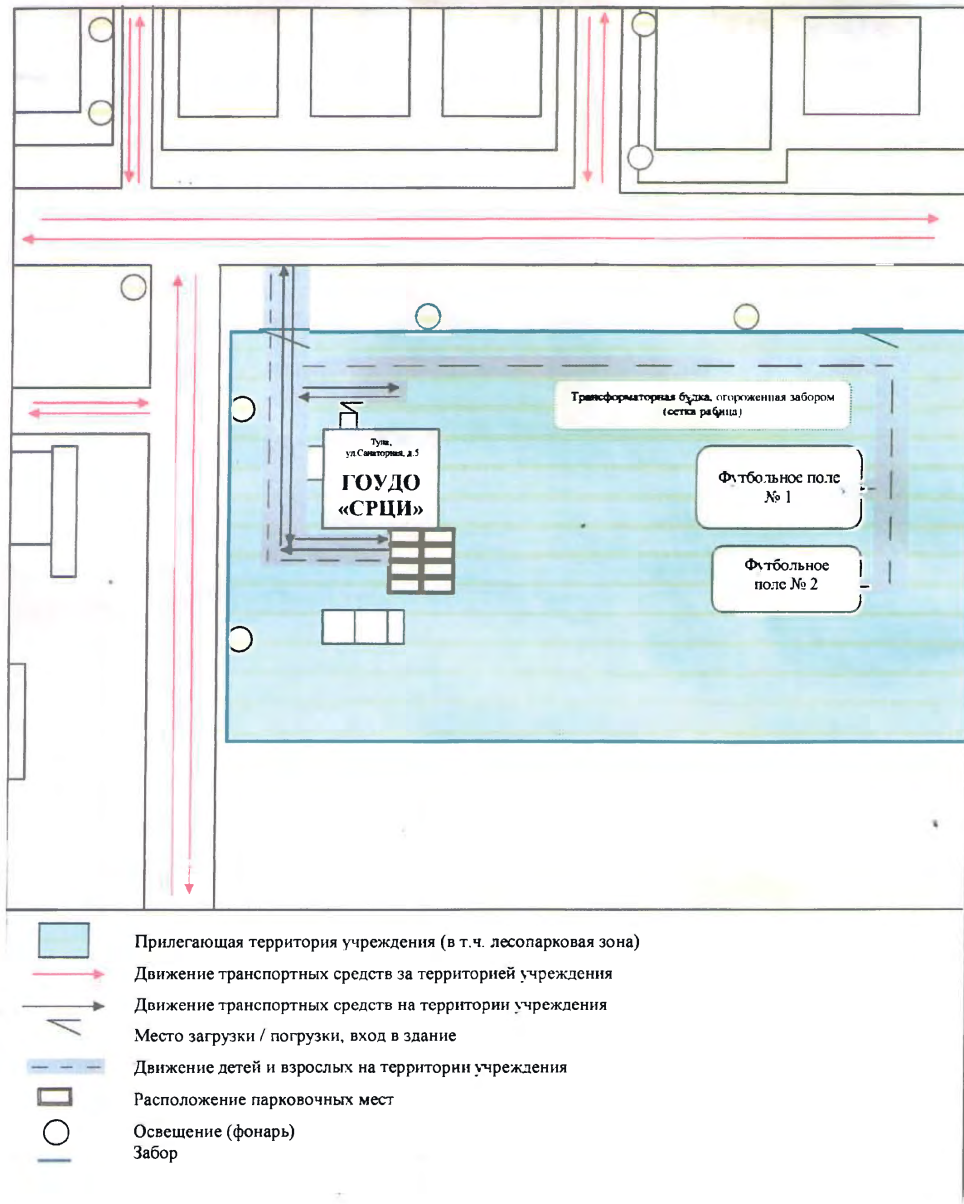 Трансформаторная будка, огороженная забором
(сетка рабица)
Тула,
ул.Санаторная, д.5
ГОУДО
«СРЦИ»
Футбольное поле
№ 1
Футбольное
поле № 2
Прилегающая территория учреждения (в т.ч. лесопарковая зона)
Движение транспортных средств за территорией учреждения
Движение транспортных средств на территории учреждения
Место загрузки / погрузки, вход в здание
Движение детей и взрослых на территории учреждения
Расположение парковочных мест
Освещение (фонарь)
Забор